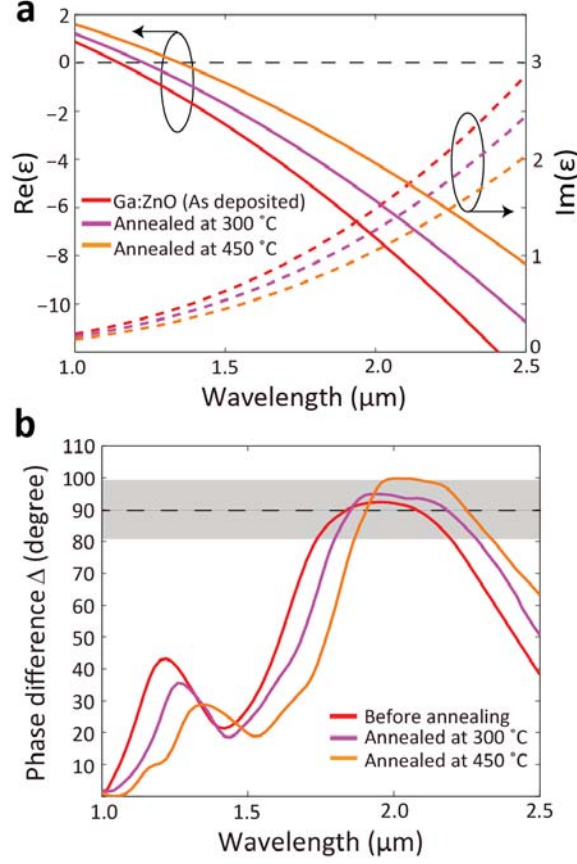 a
2
0
−2
−4
−6
−8
−10
Re(ε)
3
2
1
0
Im(ε)
Ga:ZnO (As deposited)
Annealed at 300 ˚C
Annealed at 450 ˚C
1.0 1.5 2.0 2.5
Wavelength (μm)
b
110
100
90
80
70
60
50
40
30
20
10
Phase difference Δ (degree)
Before annealing
Annealed at 300 ˚C
Annealed at 450 ˚C
1.0 1.5 2.0 2.5
Wavelength (μm)